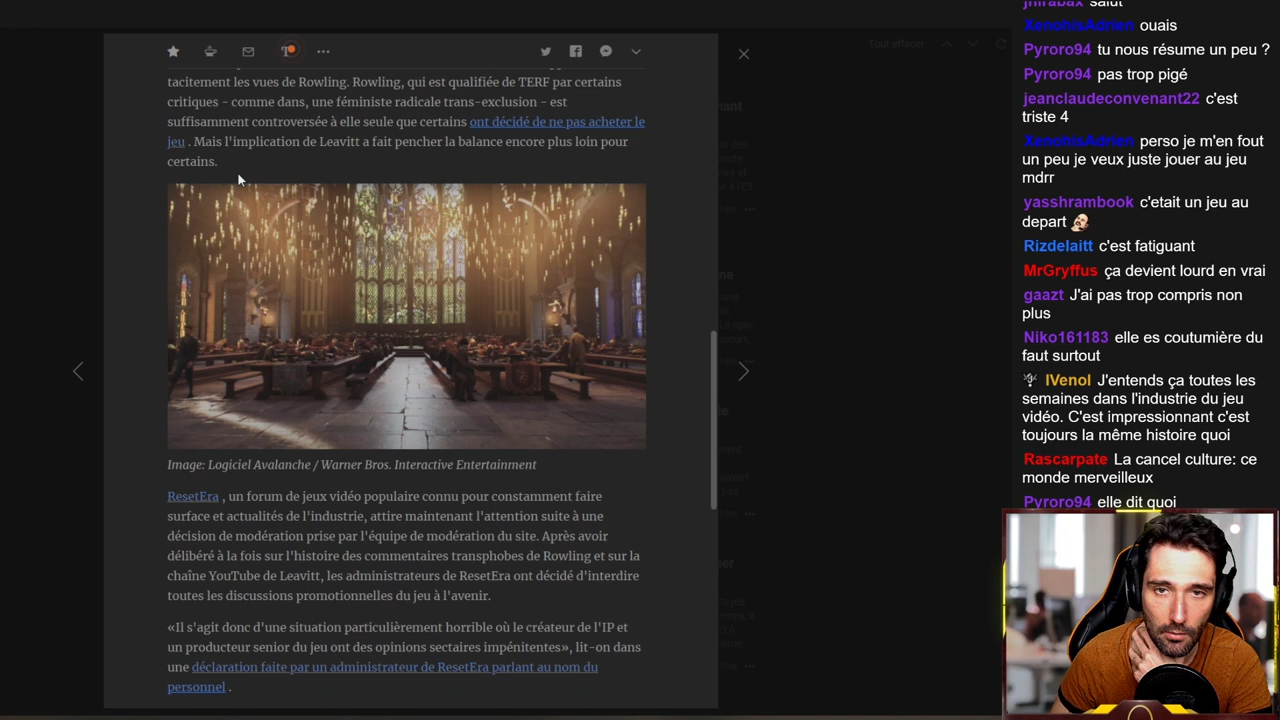 Tout effacer
tacitement les vues de Rowling. Rowling, qui est qualifiée de TERF par certains
critiques - comme dans, une féministe radicale trans-exclusion - est
suffisamment controversée à elle seule que certains ont décidé de ne pas acheter le
jeu . Mais l'implication de Leavitt a fait pencher la balance encore plus loin pour
certains.
Image: Logiciel Avalanche / Warner Bros. Interactive Entertainment
ResetEra , un forum de jeux vidéo populaire connu pour constamment faire
surface et actualités de l'industrie, attire maintenant l'attention suite à une
décision de modération prise par l'équipe de modération du site. Après avoir
délibéré à la fois sur l'histoire des commentaires transphobes de Rowling et sur la
chaîne YouTube de Leavitt, les administrateurs de ResetEra ont décidé d'interdire
toutes les discussions promotionnelles du jeu à l'avenir.
«Il s'agit donc d'une situation particulièrement horrible où le créateur de l'IP et
un producteur senior du jeu ont des opinions sectaires impénitentes», lit-on dans
une déclaration faite par un administrateur de ResetEra parlant au nom du
personnel .
jhirabax salut
XenohisAdrien ouais
Pyroro94 tu nous résume un peu ?
Pyroro94 pas trop pigé
jeanclaudeconvenant22 c'est
triste 4
XenohisAdrien perso je m'en fout
un peu je veux juste jouer au jeu
mdrr
yasshrambook c'etait un jeu au
depart
Rizdelaitt c'est fatiguant
MrGryffus ça devient lourd en vrai
gaazt J'ai pas trop compris non
plus
Niko161183 elle es coutumière du
faut surtout
IVenol J'entends ça toutes les
semaines dans l'industrie du jeu
vidéo. C'est impressionnant c'est
toujours la même histoire quoi
Rascarpate La cancel culture: ce
monde merveilleux
Pyroro94 elle dit quoi